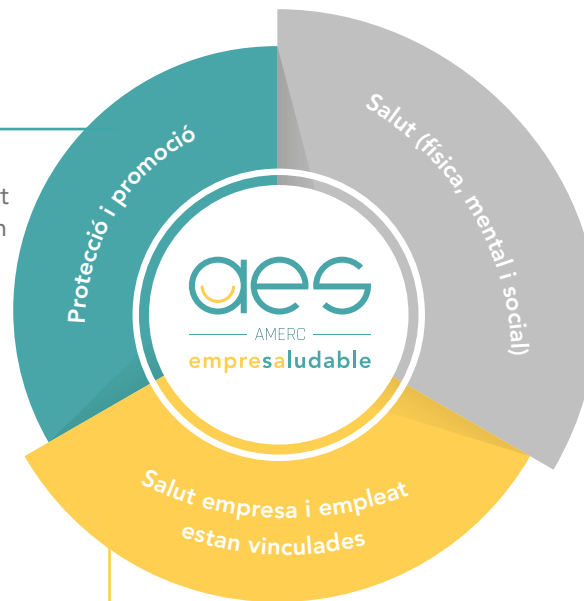 Protecció i promoció
Salut (física, mental i social)
aes
AMERC
empresaludable
Salut empresa i empleat
estan vinculades